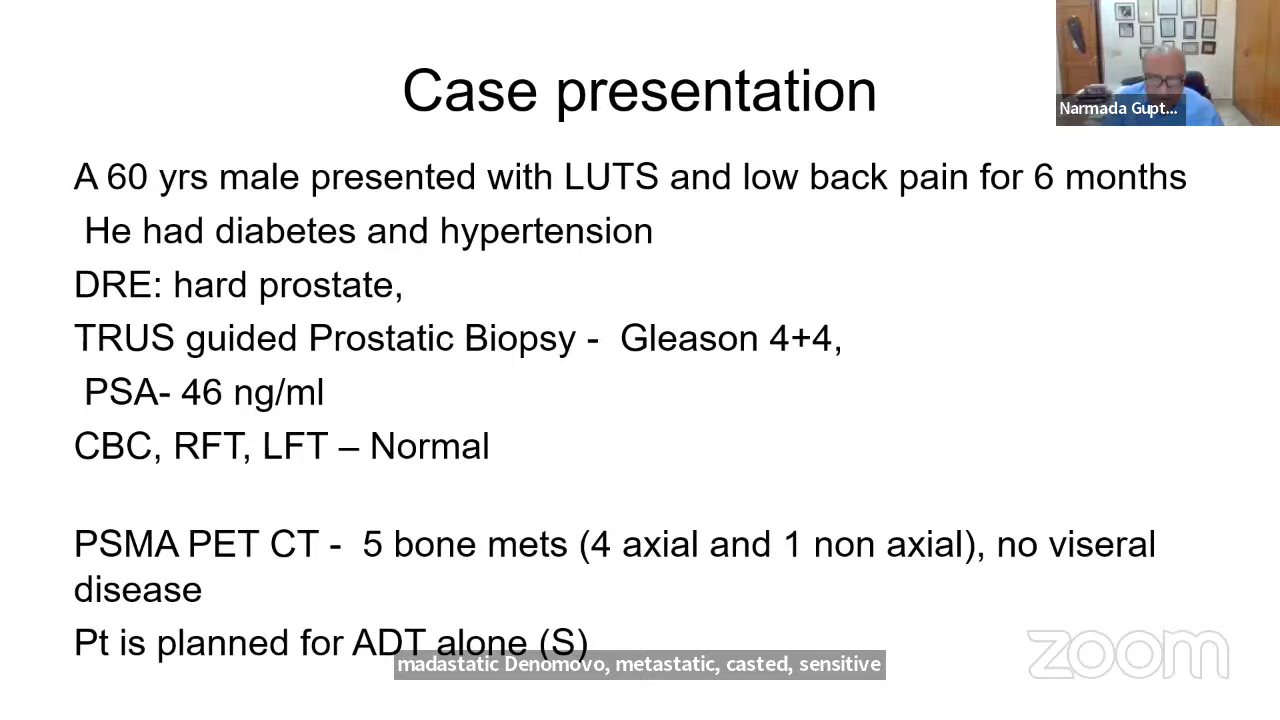 Case presentation
Narmada Gupt...
A 60 yrs male presented with LUTS and low back pain for 6 months
He had diabetes and hypertension
DRE: hard prostate,
TRUS guided Prostatic Biopsy - Gleason 4+4,
PSA- 46 ng/ml
CBC, RFT, LFT – Normal
PSMA PET CT - 5 bone mets (4 axial and 1 non axial), no viseral
disease
Pt is planned for ADT alone (S)
madastatic Denomovo, metastatic, casted, sensitive
zoom